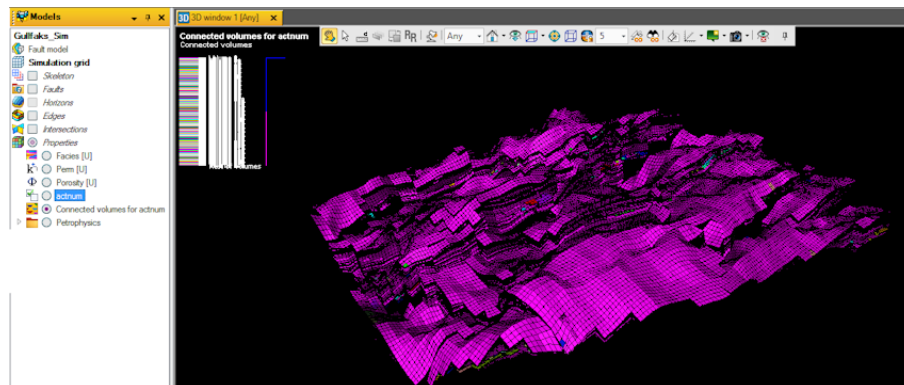 Models
Gullfaks_Sim
Fault model
Simulation grid
Skeleton
Faults
Horizons
Edges
Intersections
Properties
Facies [U]
Perm [U]
Porosity [U]
actnum
Connected volumes for actnum
Petrophysics
3D 3D window 1 [Any]
Connected volumes for actnum
Connected volumes
Any
5